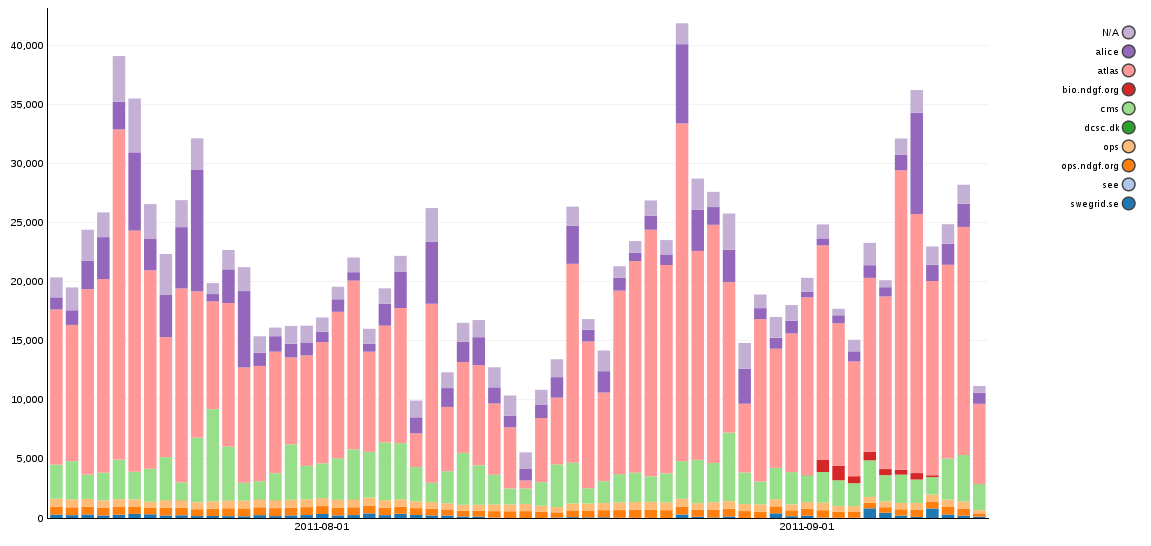 40,000
35,000
30,000
25,000
20,000
15,000
10,000
5,000
0
2011-08-01
2011-09-01
N/A
alice
atlas
bio.ndgf.org
cms
dcsc.dk
ops
ops.ndgf.org
see
swegrid.se